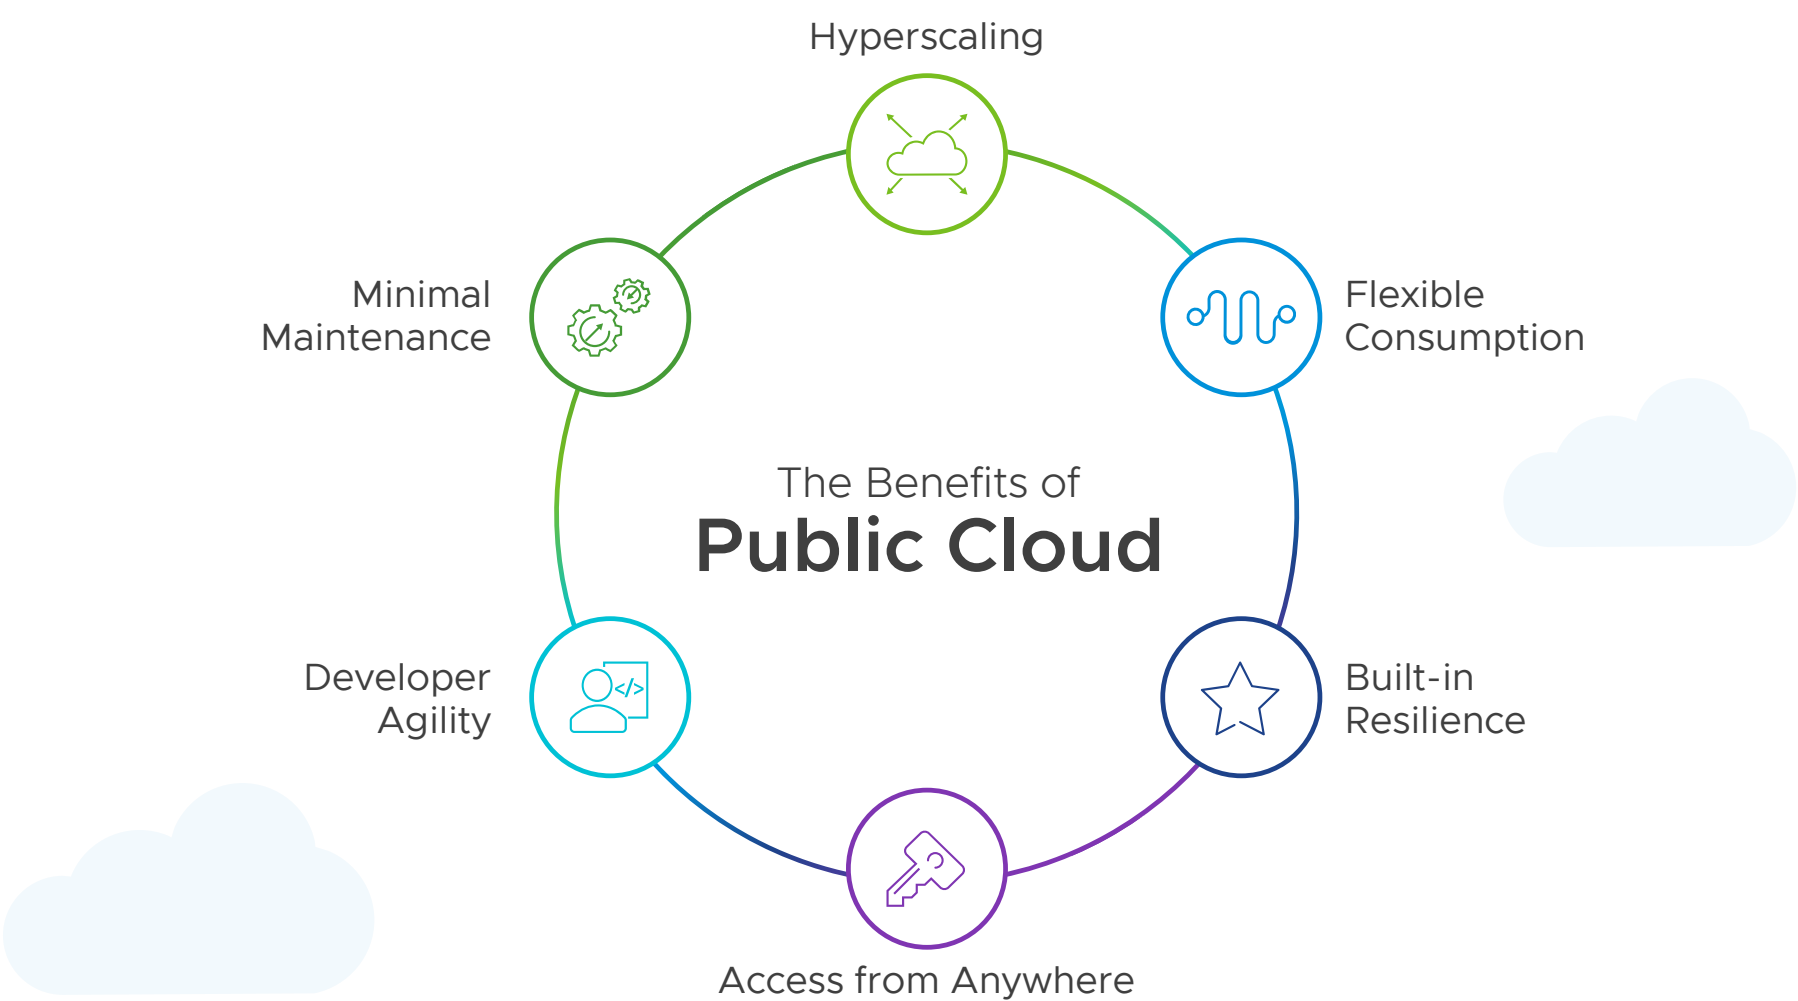 Hyperscaling
Minimal
Maintenance
Flexible
Consumption
The Benefits of
Public Cloud
Developer
Agility
</>
Built-in
Resilience
Access from Anywhere